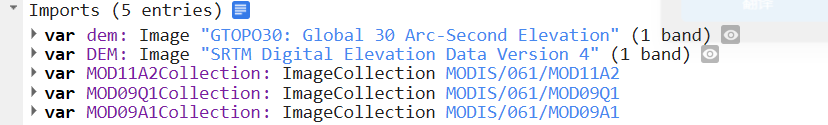 Imports (5 entries)
var dem: Image "GTOPO30: Global 30 Arc-Second Elevation" (1 band)
var DEM: Image "SRTM Digital Elevation Data Version 4" (1 band)
var MOD11A2Collection: ImageCollection MODIS/061/MOD11A2
var MOD09Q1Collection: ImageCollection MODIS/061/MOD09Q1
var MOD09A1Collection: ImageCollection MODIS/061/MOD09A1